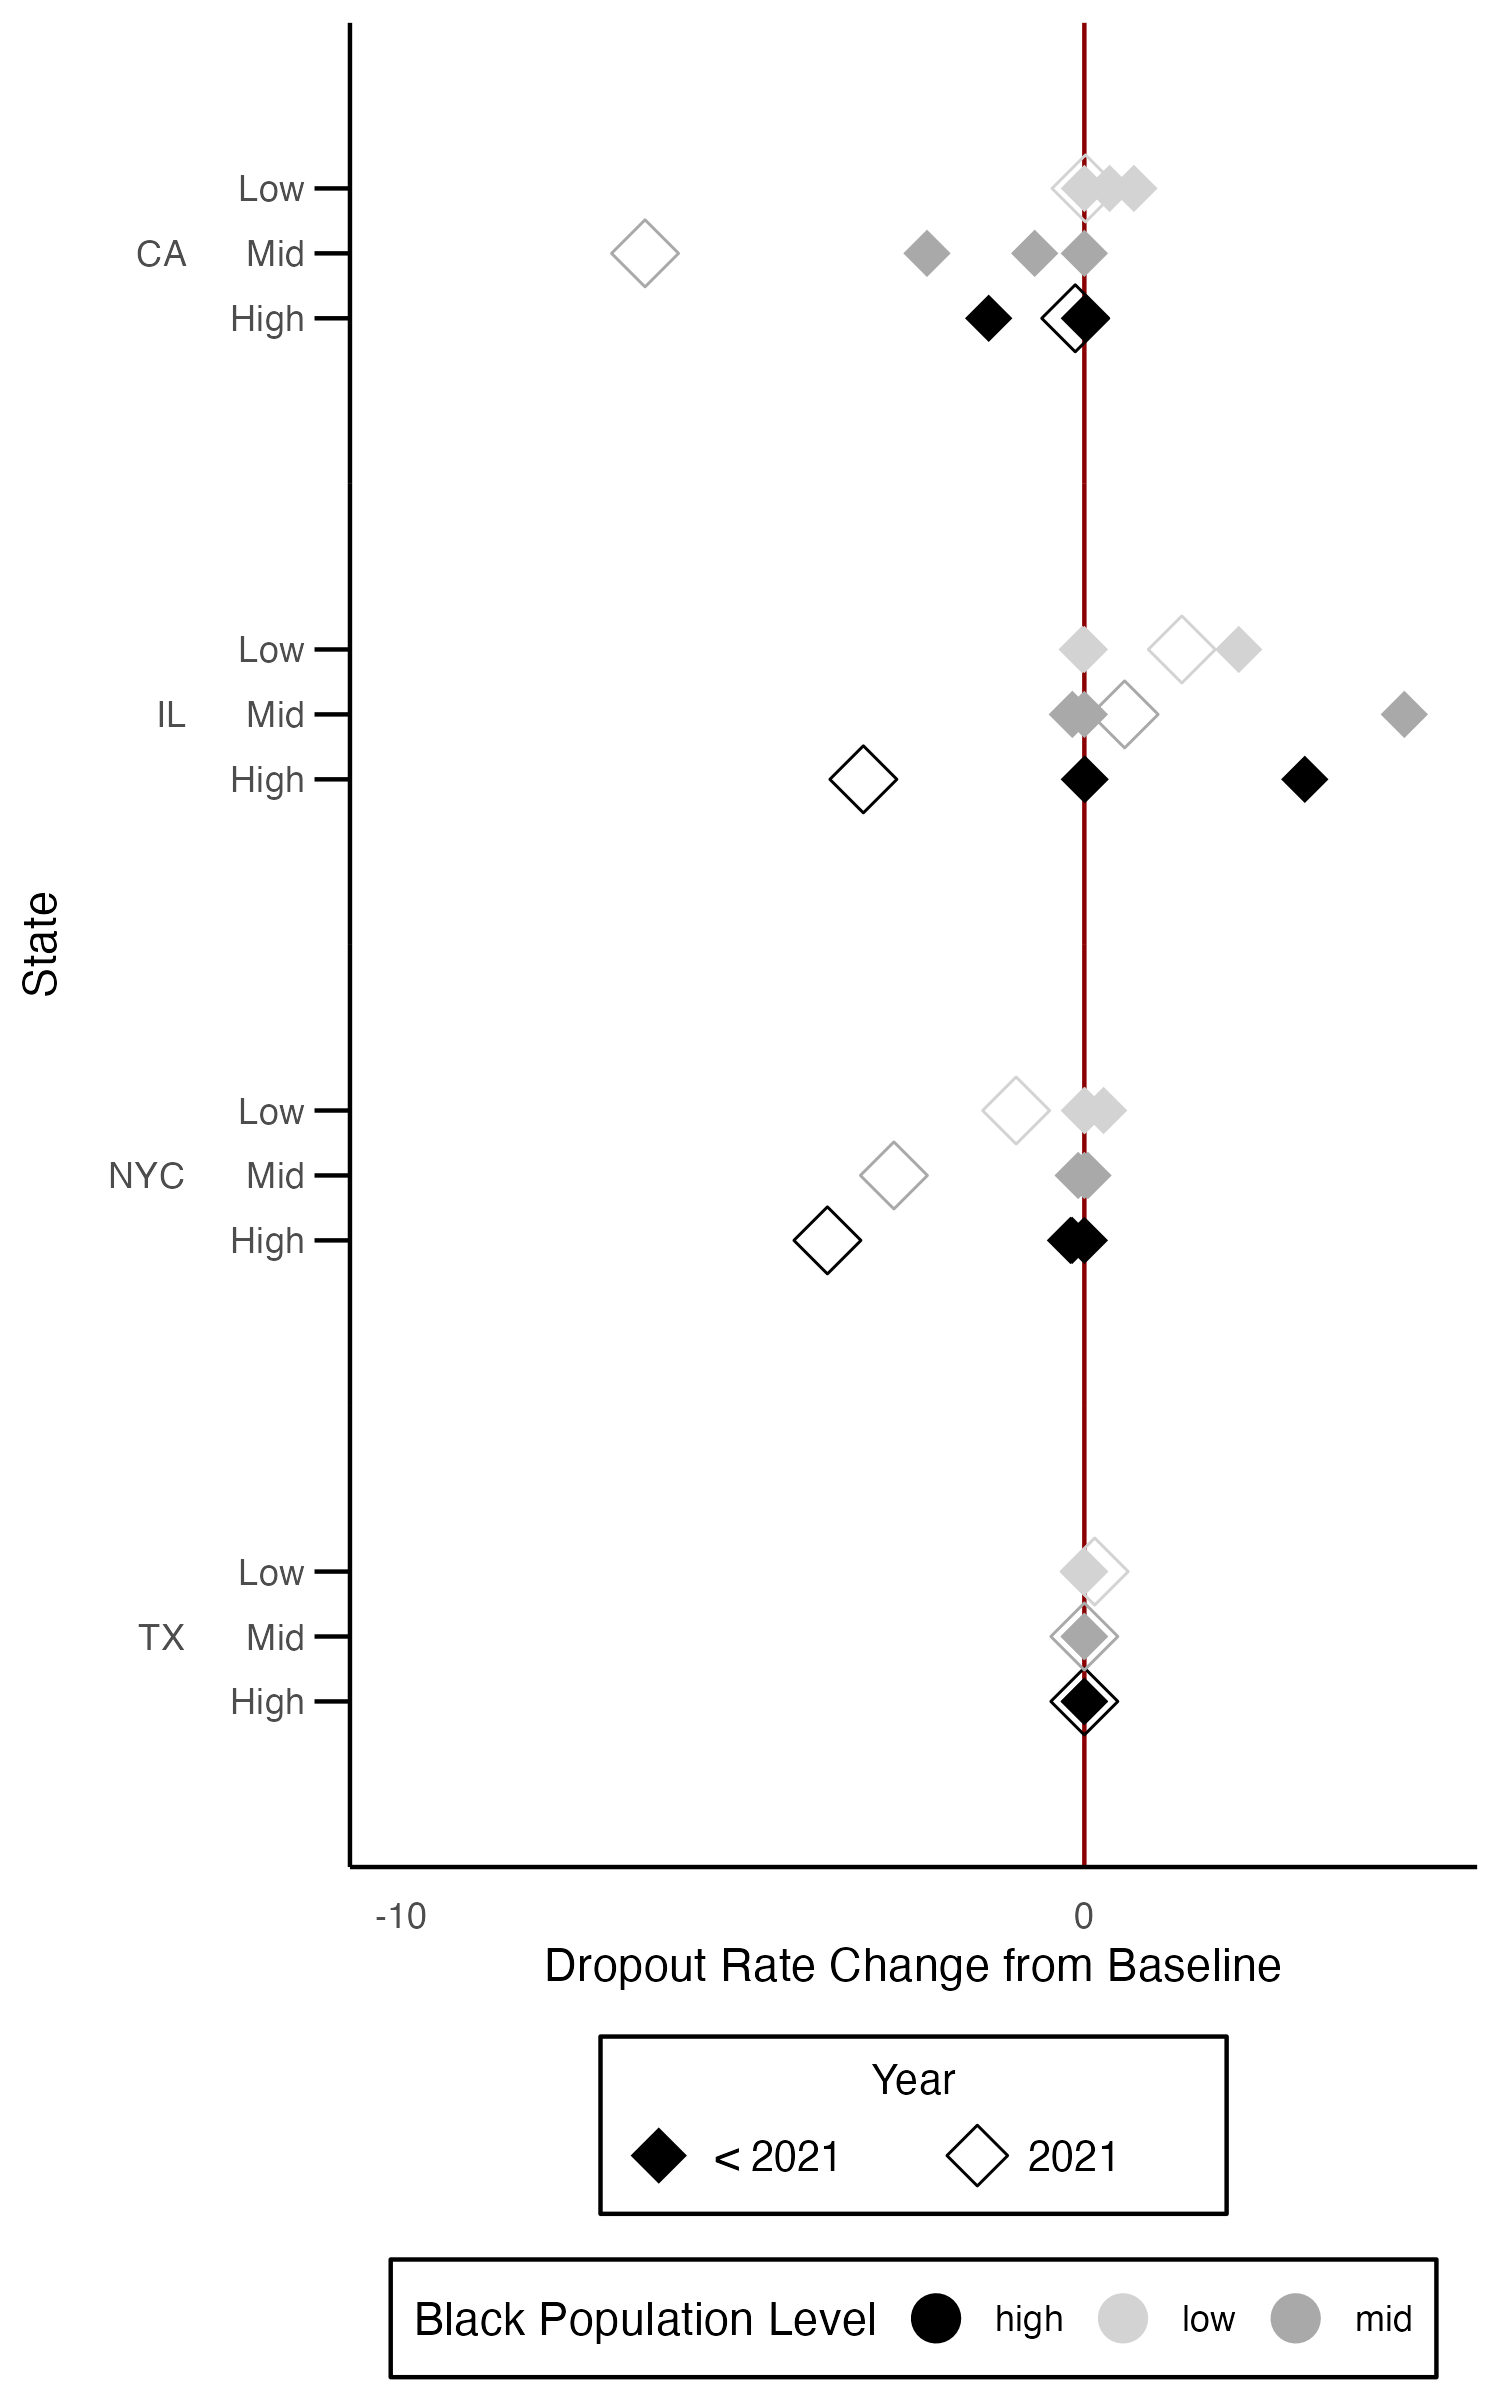 Low
CA Mid
High
Low
IL Mid
High
State
Low
NYC Mid
High
Low
TX Mid
High
-10 0
Dropout Rate Change from Baseline
Year
< 2021 2021
Black Population Level high low mid